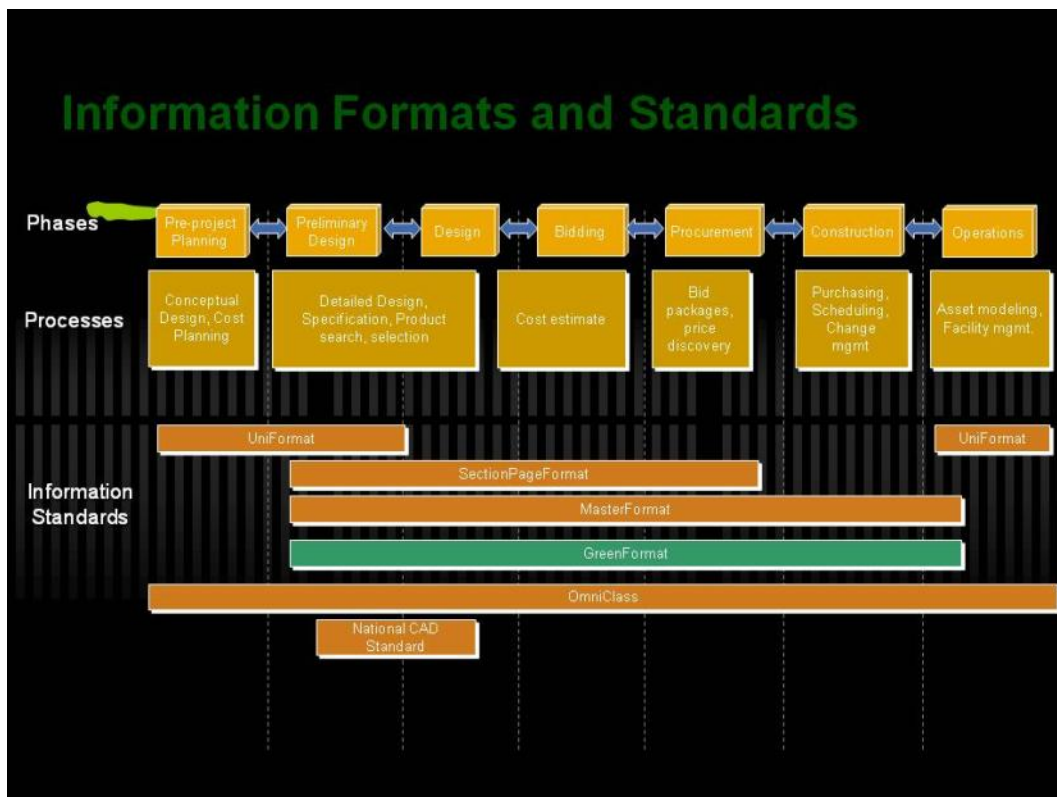 Information Formats and Standards
Phases
Pre-project
Planning
Preliminary
Design
Design
Bidding
Procurement
Construction
Operations
Processes
Conceptual
Design, Cost
Planning
Detailed Design,
Specification, Product
search, selection
Cost estimate
Bid
packages,
price
discovery
Purchasing,
Scheduling,
Change
mgmt
Asset modeling,
Facility mgmt.
Information
Standards
UniFormat
UniFormat
SectionPageFormat
MasterFormat
GreenFormat
OmniClass
National CAD
Standard